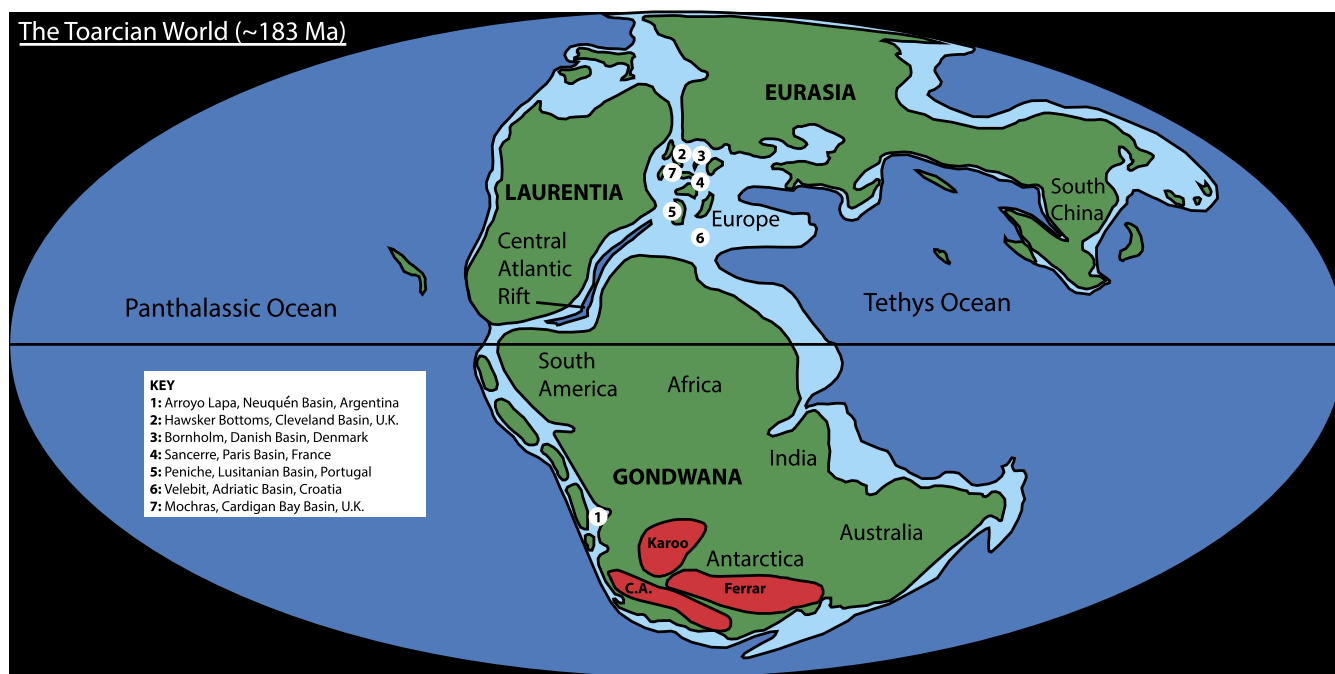 The Toarcian World (~183 Ma)
EURASIA
LAURENTIA
2
3
7
4
5
6
Europe
South
China
Central
Atlantic
Rift
Panthalassic Ocean
Tethys Ocean
South
America
Africa
KEY
1: Arroyo Lapa, Neuquén Basin, Argentina
2: Hawsker Bottoms, Cleveland Basin, U.K.
3: Bornholm, Danish Basin, Denmark
4: Sancerre, Paris Basin, France
5: Peniche, Lusitanian Basin, Portugal
6: Velebit, Adriatic Basin, Croatia
7: Mochras, Cardigan Bay Basin, U.K.
India
GONDWANA
1
Australia
Karoo
Antarctica
C.A.
Ferrar